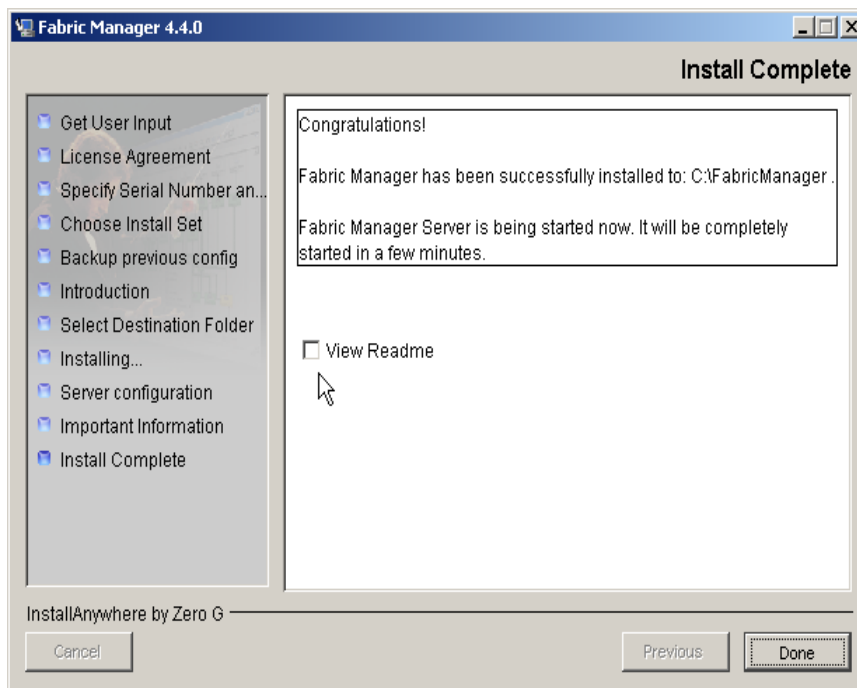 Fabric Manager 4.4.0
Install Complete
Get User Input
License Agreement
Specify Serial Number an...
Choose Install Set
Backup previous config
Introduction
Select Destination Folder
Installing...
Server configuration
Important Information
Install Complete
Congratulations!
Fabric Manager has been successfully installed to: C:\FabricManager .
Fabric Manager Server is being started now. It will be completely
started in a few minutes.
View Readme
InstallAnywhere by Zero G
Cancel
Previous
Done